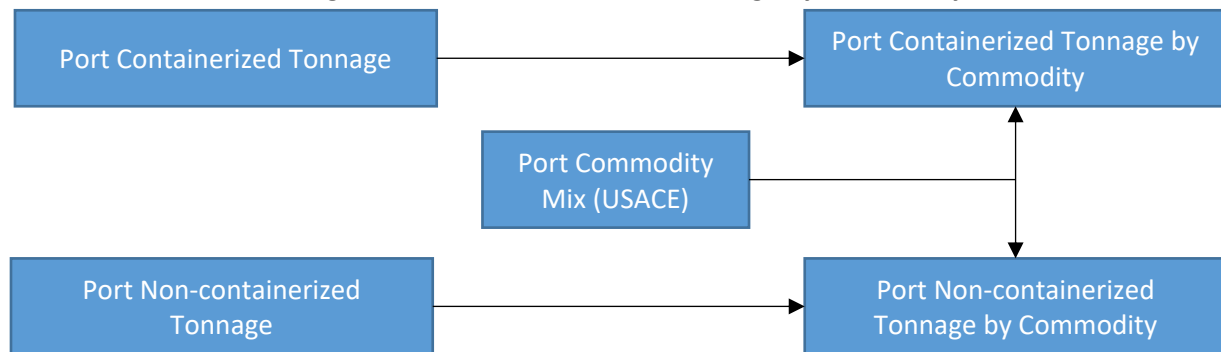 Port Containerized Tonnage
Port Containerized Tonnage by
Commodity
Port Commodity
Mix (USACE)
Port Non-containerized
Tonnage
Port Non-containerized
Tonnage by Commodity